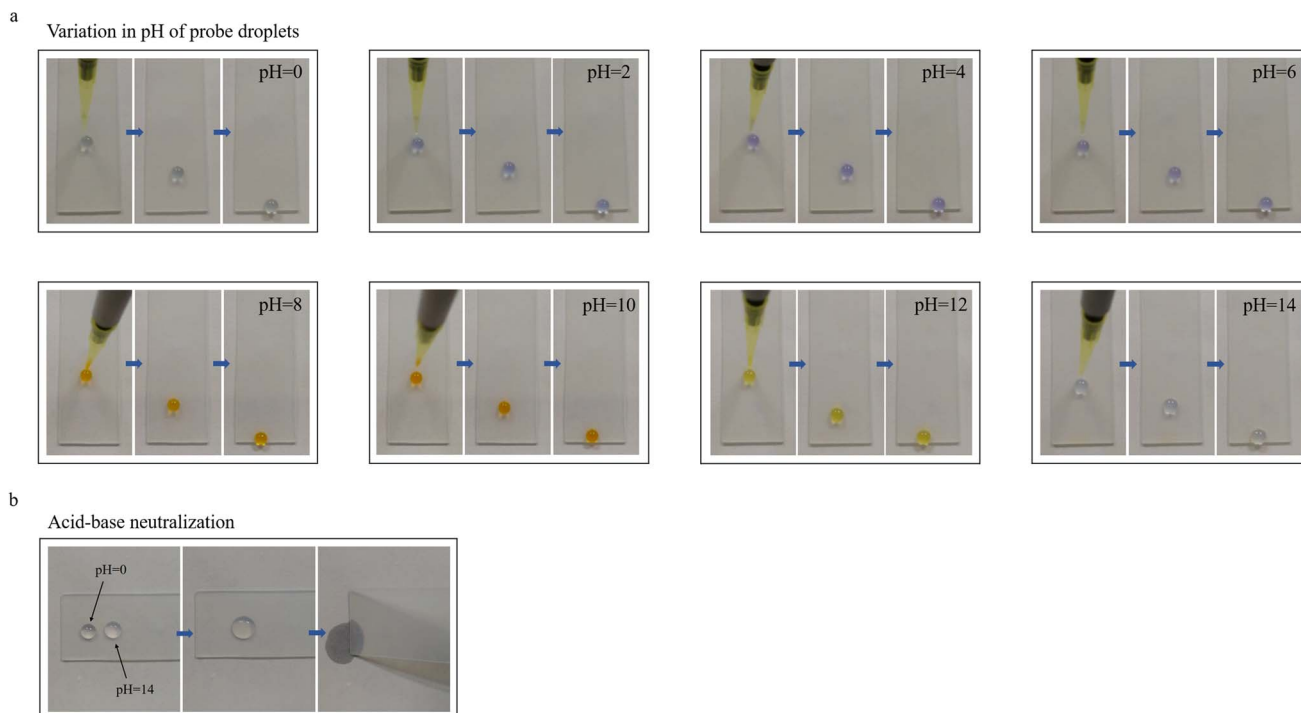 a
Variation in pH of probe droplets
pH=0
pH=2
pH=4
pH=6
pH=8
pH=10
pH=12
pH=14
b
Acid-base neutralization
pH=0
pH=14